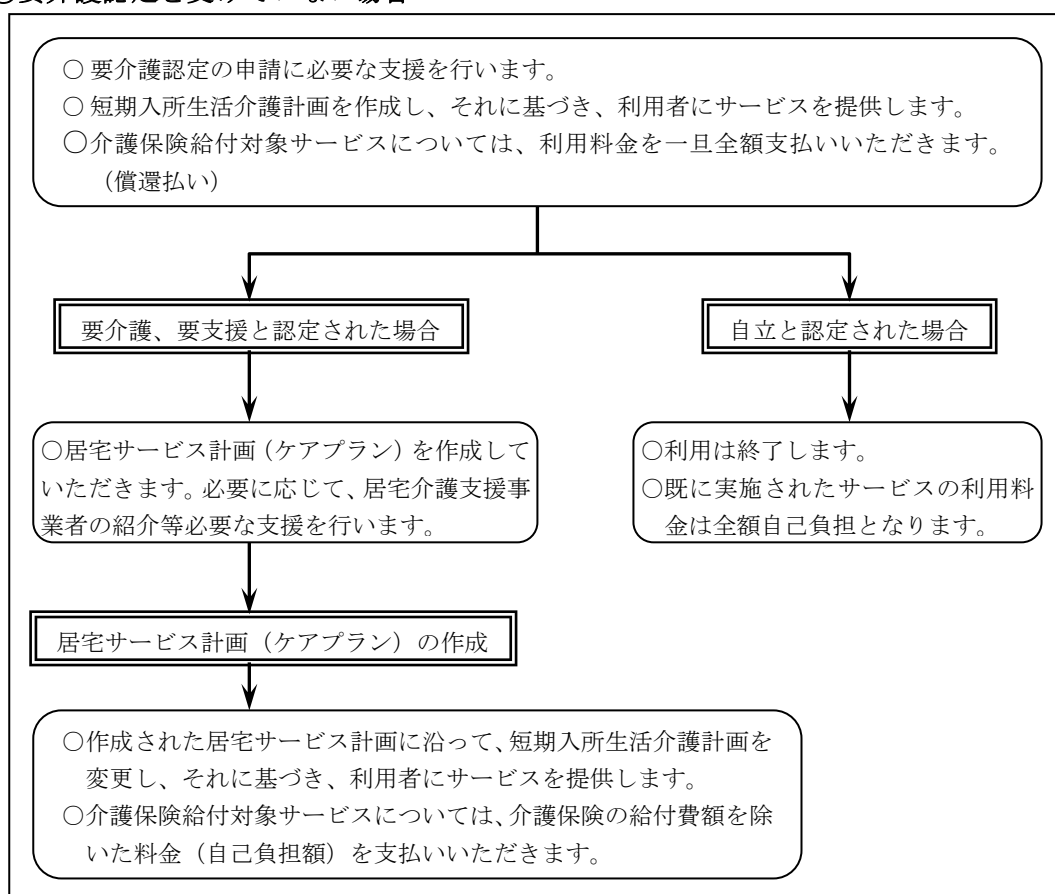 ○ 要介護認定の申請に必要な支援を行います。
○ 短期入所生活介護計画を作成し、それに基づき、利用者にサービスを提供します。
○介護保険給付対象サービスについては、利用料金を一旦全額支払いいただきます。
（償還払い）
要介護、要支援と認定された場合
自立と認定された場合
○居宅サービス計画（ケアプラン）を作成して
いただきます。必要に応じて、居宅介護支援事
業者の紹介等必要な支援を行います。
○利用は終了します。
○既に実施されたサービスの利用料
金は全額自己負担となります。
居宅サービス計画（ケアプラン）の作成
○作成された居宅サービス計画に沿って、短期入所生活介護計画を
変更し、それに基づき、利用者にサービスを提供します。
○介護保険給付対象サービスについては、介護保険の給付費額を除
いた料金（自己負担額）を支払いいただきます。